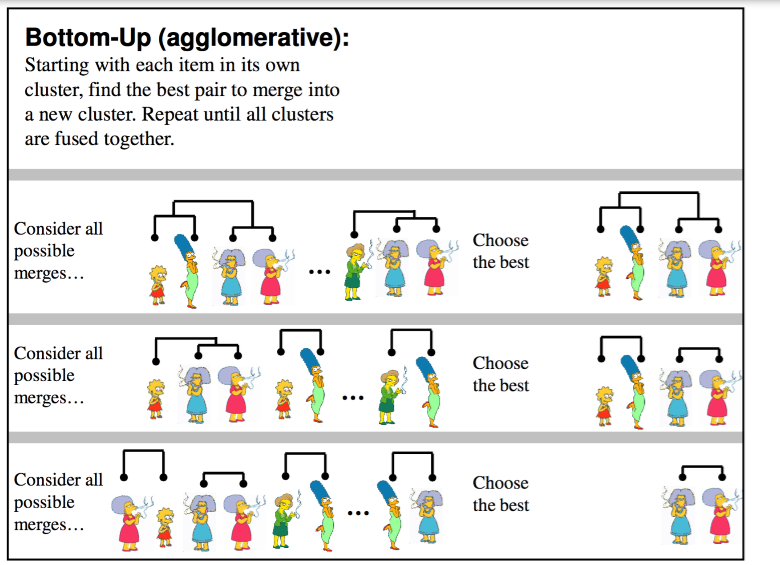 Bottom-Up (agglomerative):
Starting with each item in its own
cluster, find the best pair to merge into
a new cluster. Repeat until all clusters
are fused together.
Consider all
possible
merges…
...
Choose
the best
Consider all
possible
merges…
...
Choose
the best
Consider all
possible
merges…
...
Choose
the best